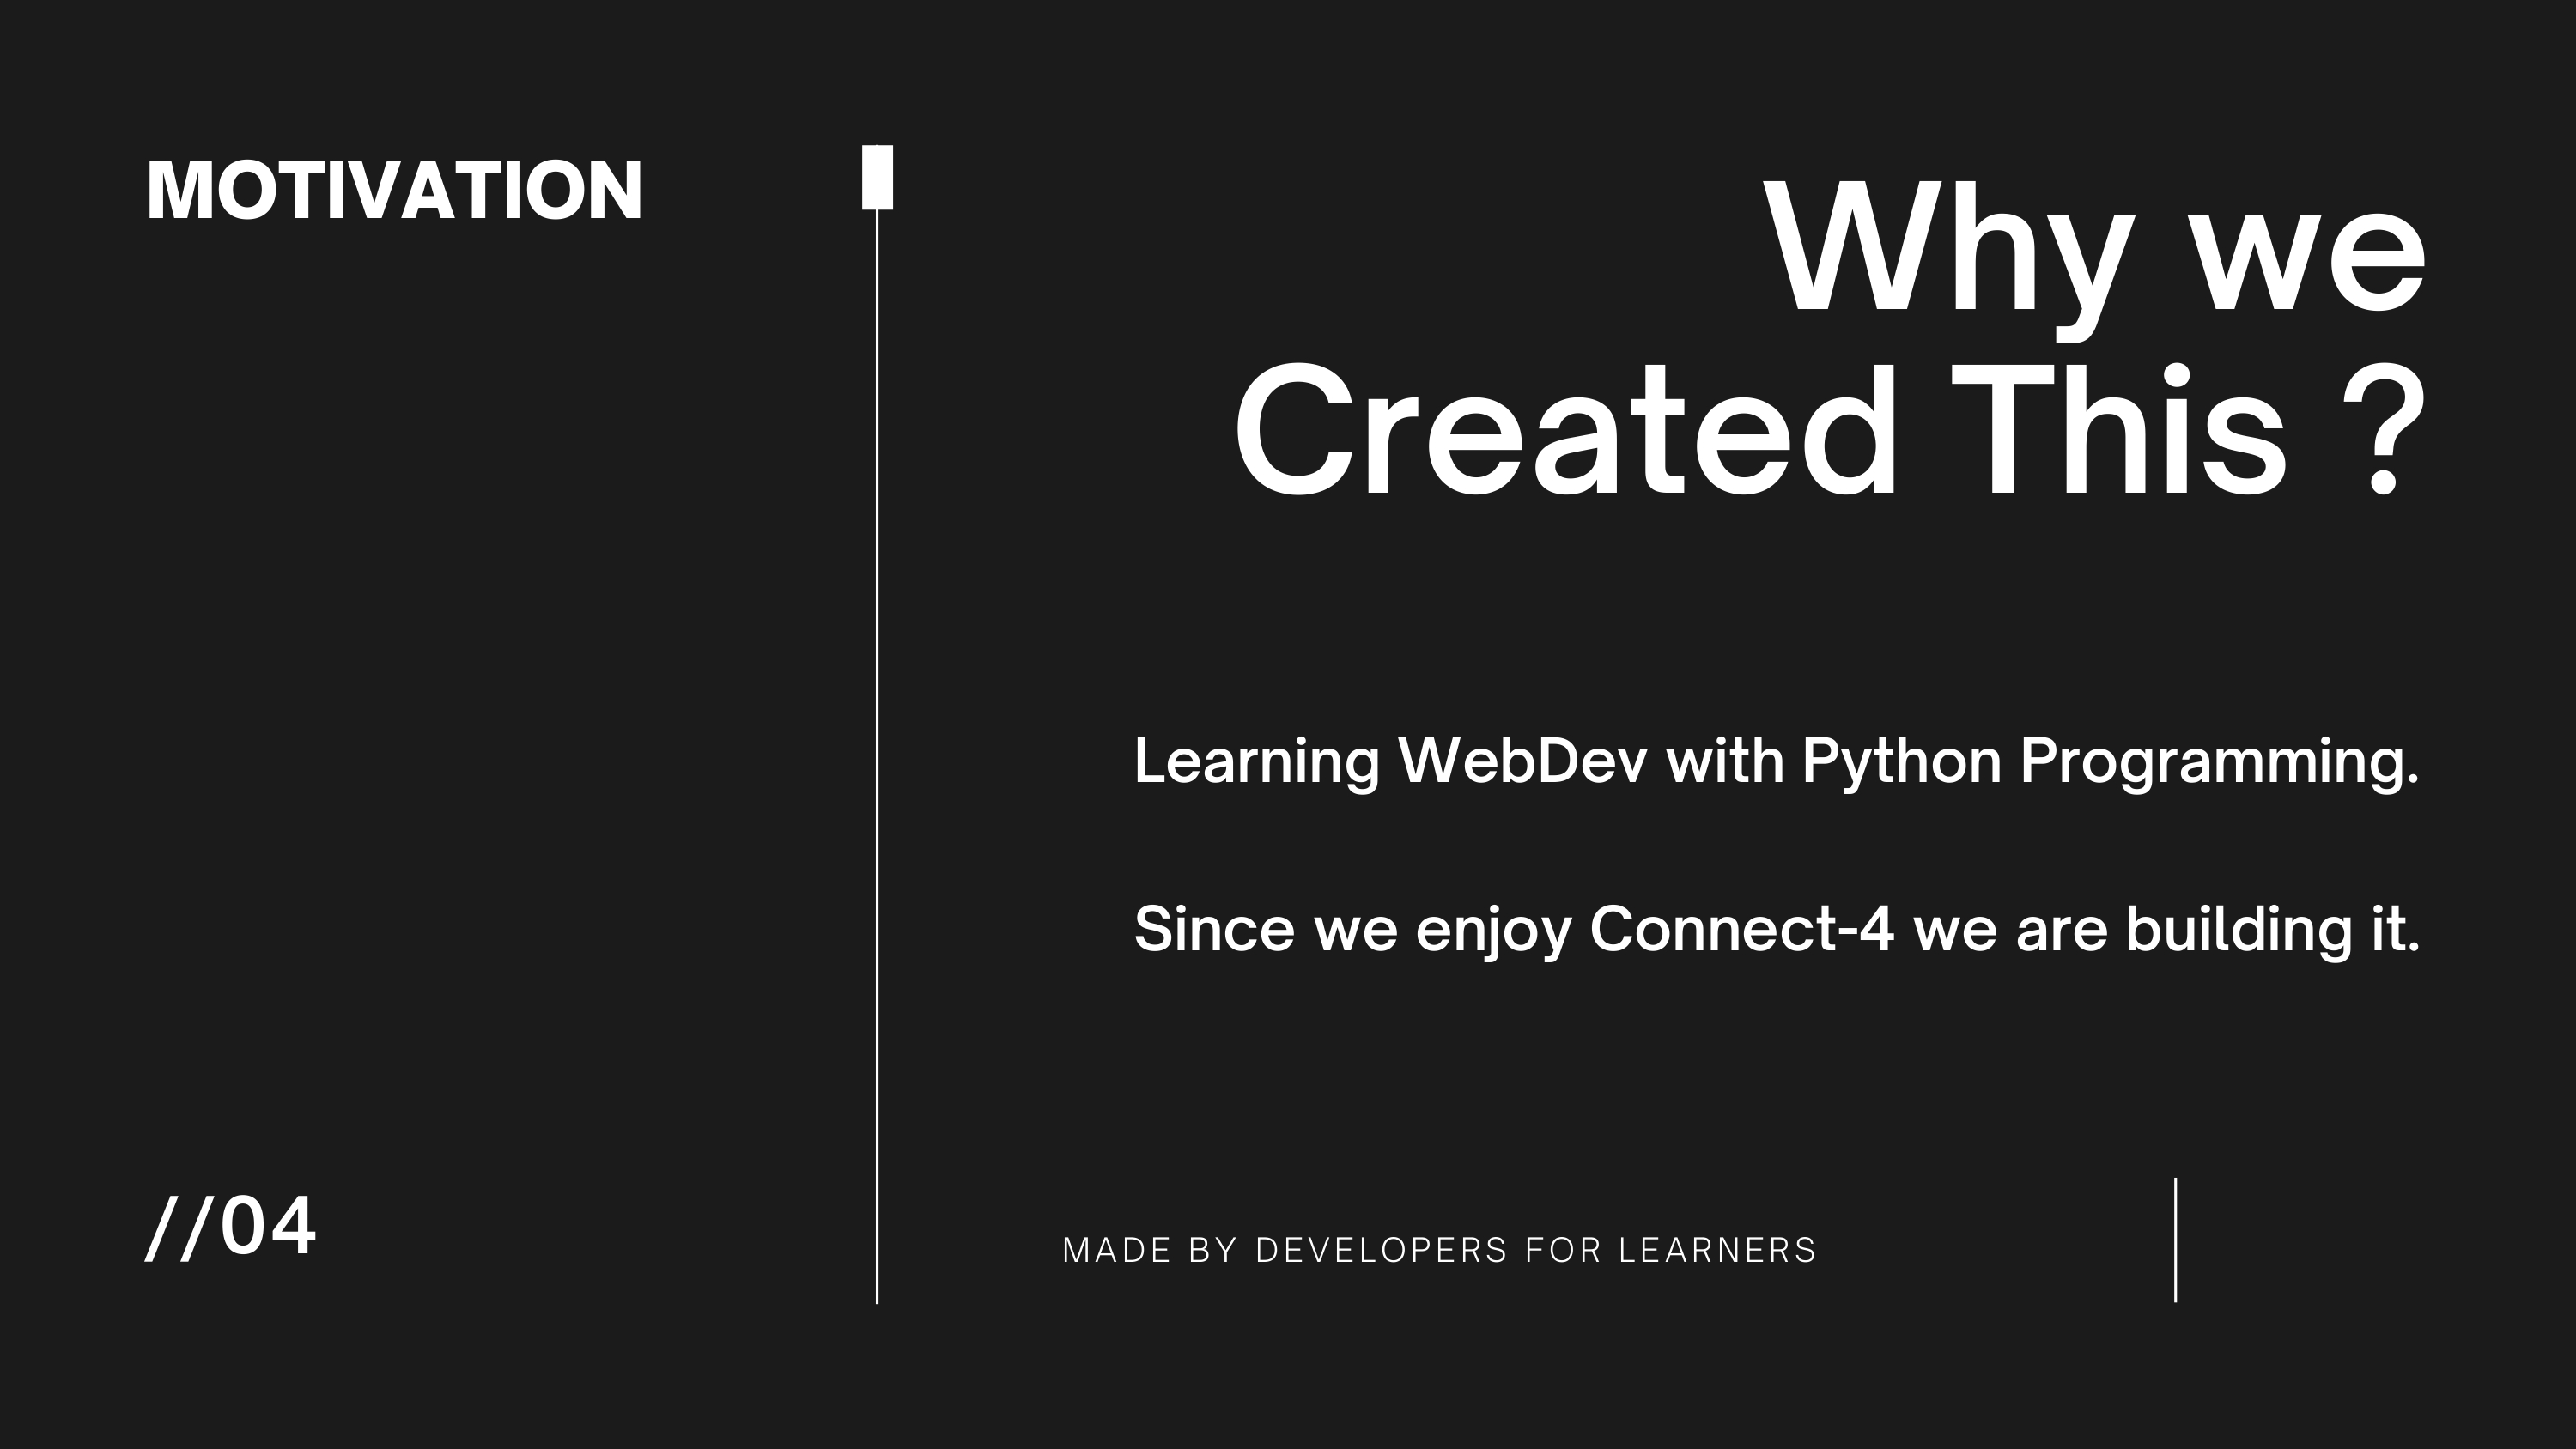 MOTIVATION
Why we
Created This ?
Learning WebDev with Python Programming.
Since we enjoy Connect-4 we are building it.
//04
MADE BY DEVELOPERS FOR LEARNERS